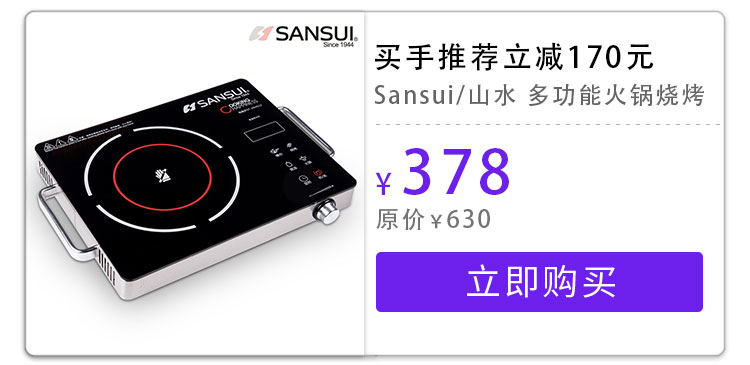 SANSUI®
Since 1944
SANSUI
买手推荐立减170元
Sansui/山水 多功能火锅烧烤
¥378
原价¥630
立即购买